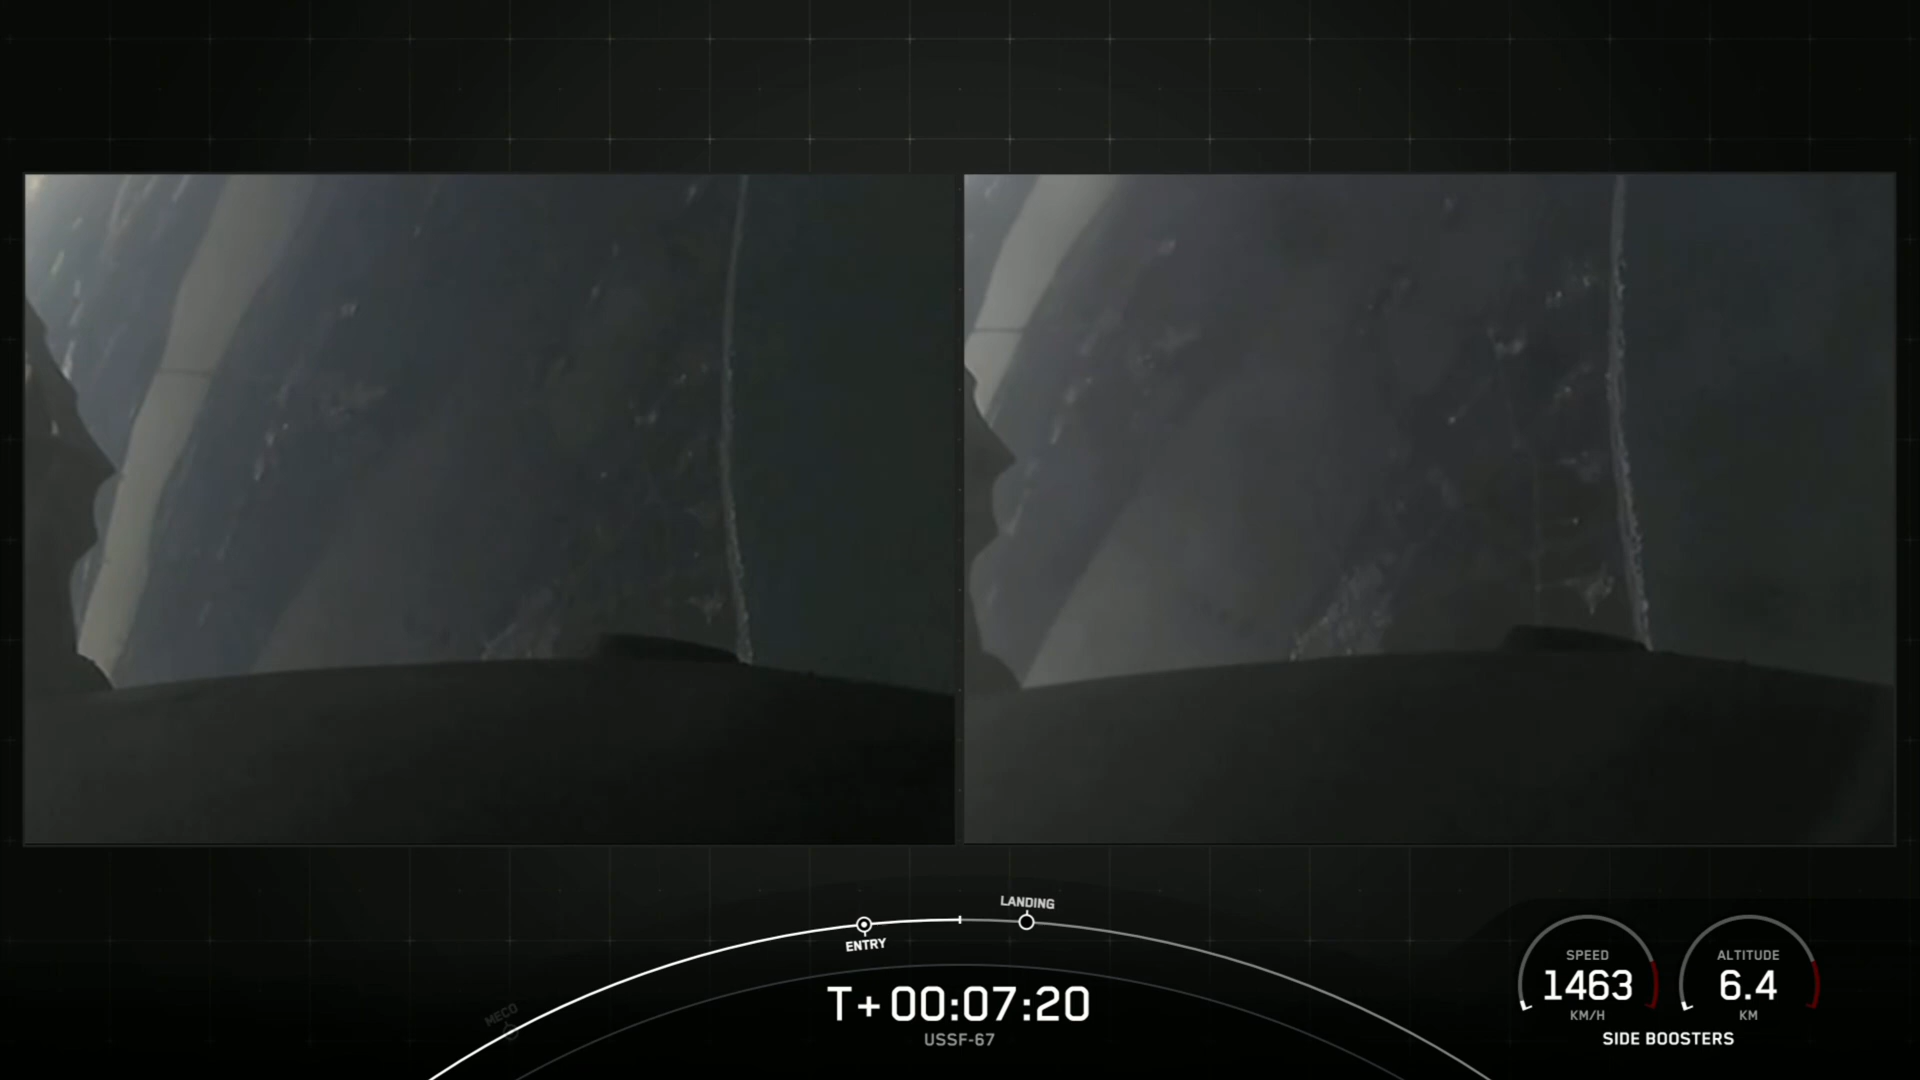 LANDING
ENTRY
MECO
T+00:07:20
USSF-67
SPEED
1463
KM/H
ALTITUDE
6.4
KM
SIDE BOOSTERS